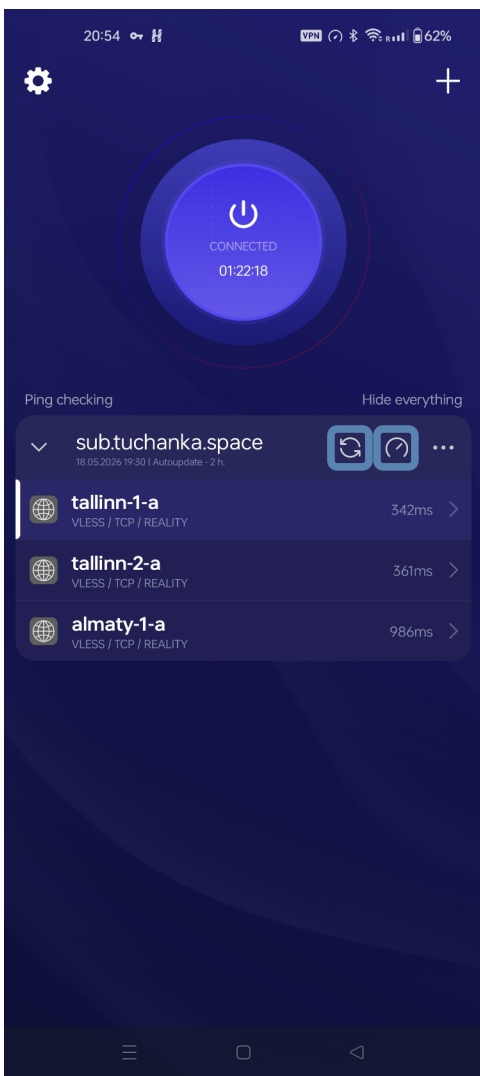 20:54 VPN R 62%
CONNECTED
01:22:18
Ping checking Hide everything
sub.tuchanka.space
18.05.2026 19:30 | Autoupdate - 2 h.
tallinn-1-a
VLESS / TCP / REALITY
342ms
tallinn-2-a
VLESS / TCP / REALITY
361ms
almaty-1-a
VLESS / TCP / REALITY
986ms